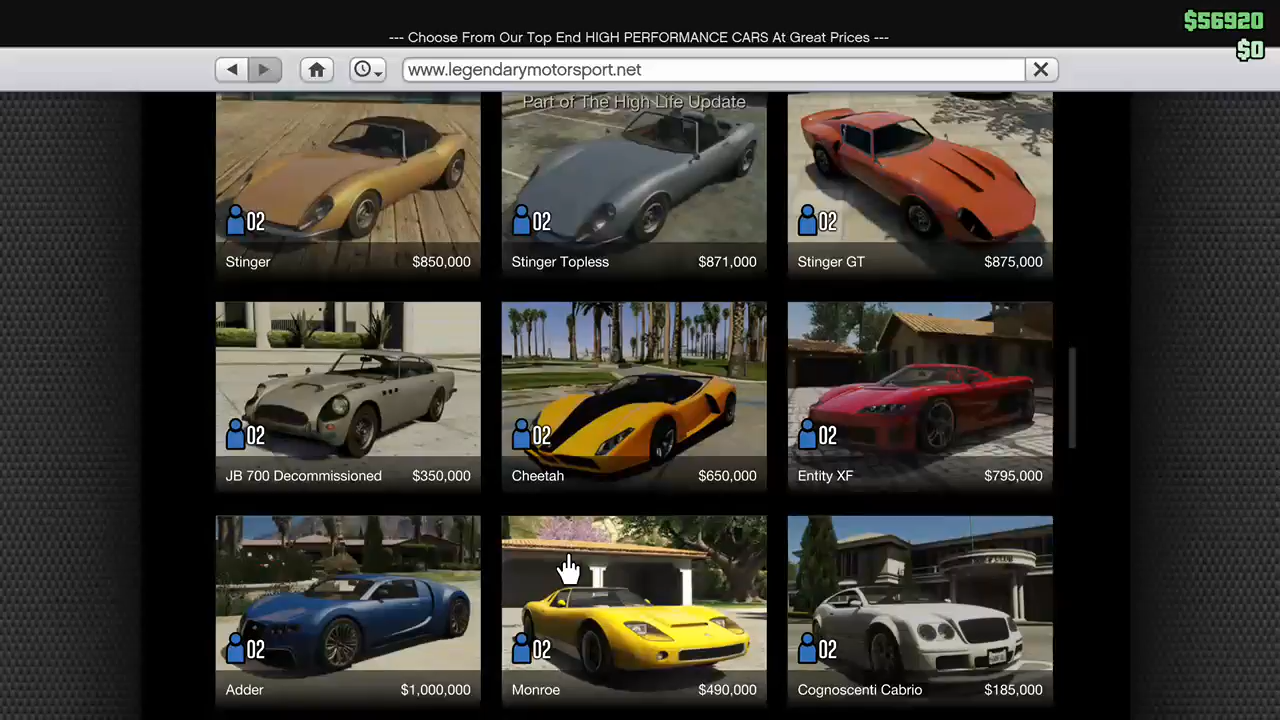 $56920
--- Choose From Our Top End HIGH PERFORMANCE CARS At Great Prices ---
$0
www.legendarymotorsport.net
Part of The High Life Update
02 02 02
Stinger $850,000 Stinger Topless $871,000 Stinger GT $875,000
02 02 02
JB 700 Decommissioned $350,000 Cheetah $650,000 Entity XF $795,000
02 02 02
Adder $1,000,000 Monroe $490,000 Cognoscenti Cabrio $185,000